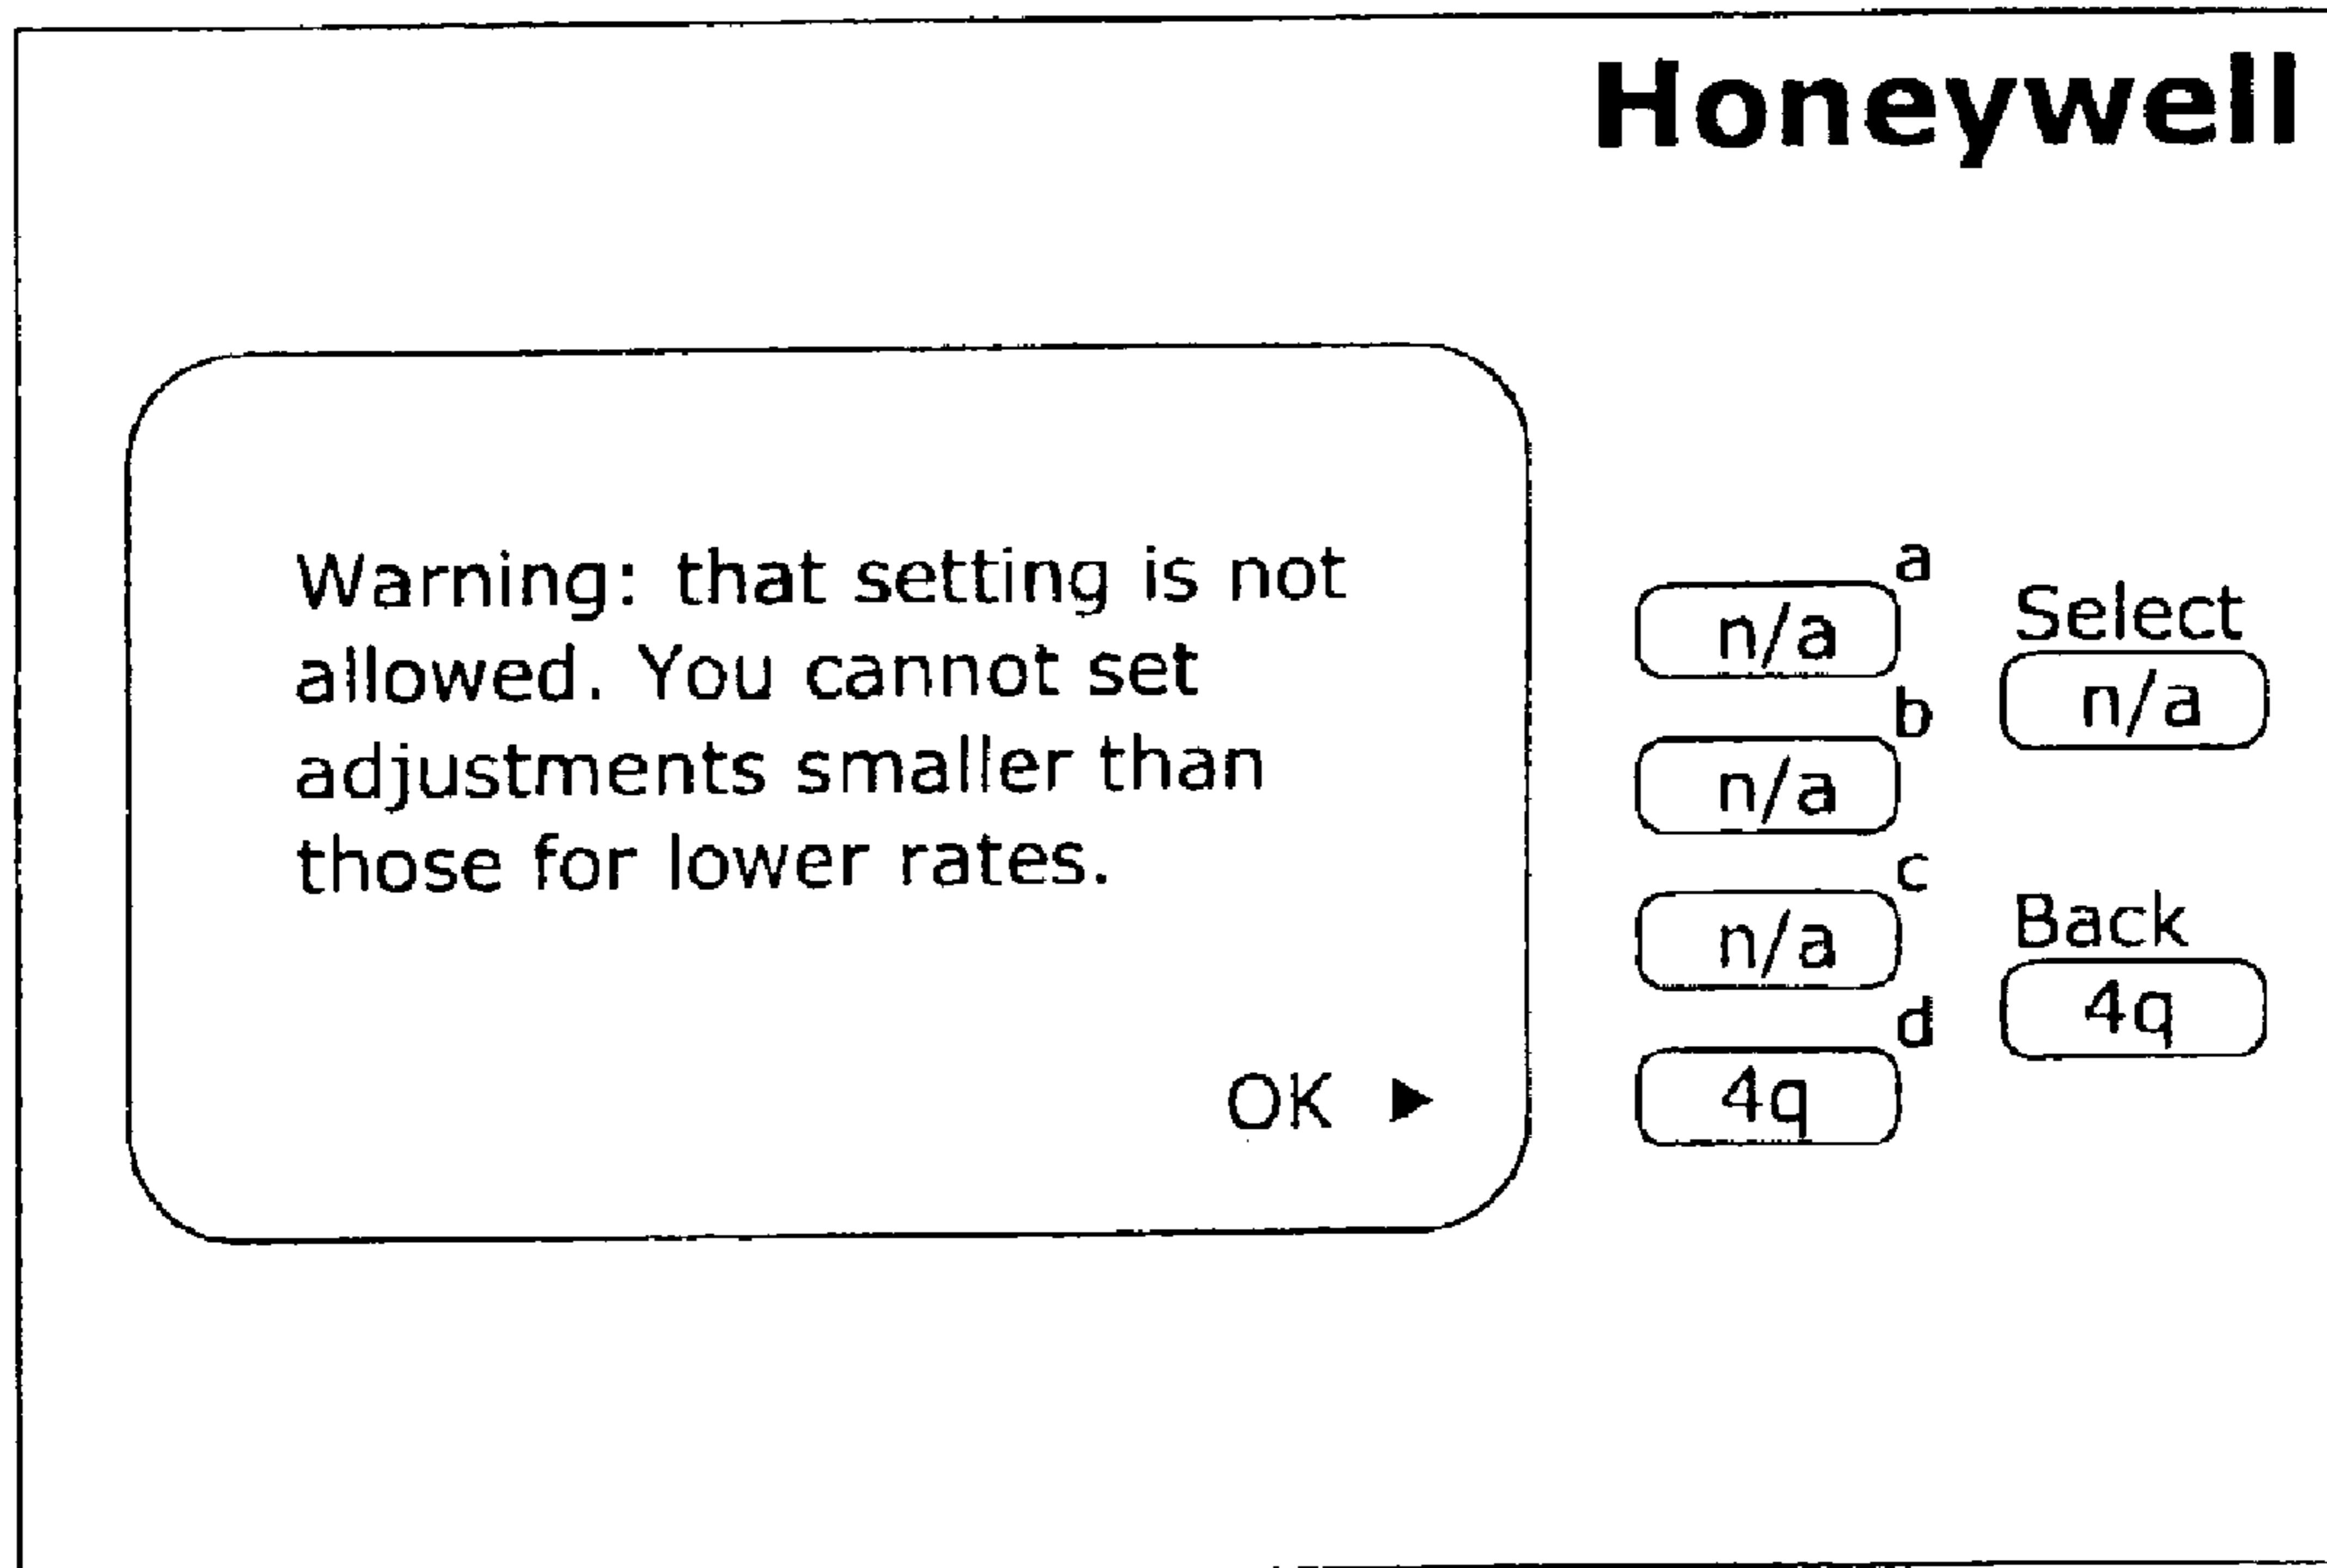 Honeywell
Warning: that setting is not
allowed. You cannot set
adjustments smaller than
those for lower rates.
OK ►
a
n/a
b
n/a
c
n/a
d
4q
Select
n/a
Back
4q